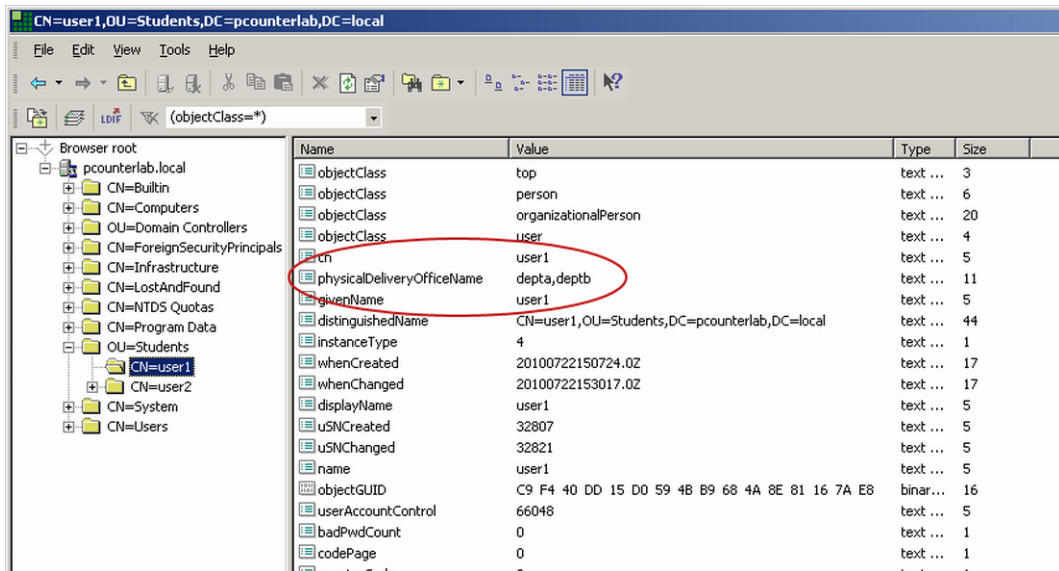 CN=user1,OU=Students,DC=pcounterlab,DC=local
File Edit View Tools Help
LDIF (objectClass=*)
Browser root
pcounterlab.local
CN=Builtin
CN=Computers
OU=Domain Controllers
CN=ForeignSecurityPrincipals
CN=Infrastructure
CN=LostAndFound
CN=NTDS Quotas
CN=Program Data
OU=Students
CN=user1
CN=user2
CN=System
CN=Users
Name Value Type Size
objectClass top text ... 3
objectClass person text ... 6
objectClass organizationalPerson text ... 20
objectClass user text ... 4
cn user1 text ... 5
physicalDeliveryOfficeName depta,deptb text ... 11
givenName user1 text ... 5
distinguishedName CN=user1,OU=Students,DC=pcounterlab,DC=local text ... 44
instanceType 4 text ... 1
whenCreated 20100722150724.0Z text ... 17
whenChanged 20100722153017.0Z text ... 17
displayName user1 text ... 5
uSNCreated 32807 text ... 5
uSNChanged 32821 text ... 5
name user1 text ... 5
objectGUID C9 F4 40 DD 15 D0 59 4B B9 68 4A 8E 81 16 7A E8 binar... 16
userAccountControl 66048 text ... 5
badPwdCount 0 text ... 1
codePage 0 text ... 1